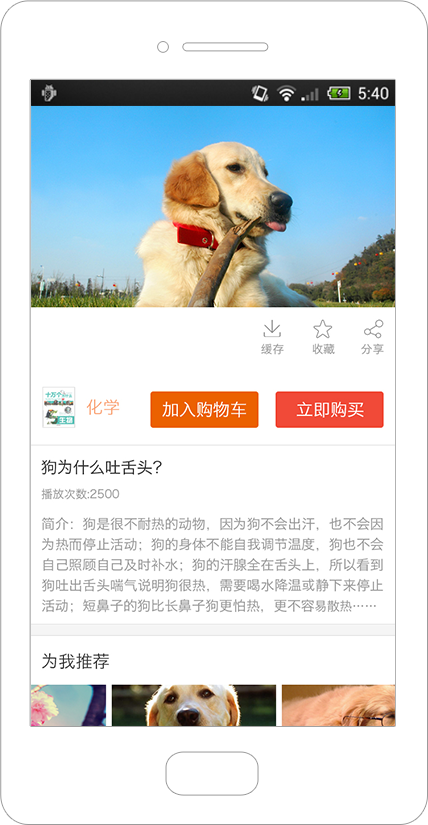 5:40
缓存
收藏
分享
十万个
生物
化学
加入购物车
立即购买
狗为什么吐舌头?
播放次数:2500
简介：狗是很不耐热的动物，因为狗不会出汗，也不会因
为热而停止活动；狗的身体不能自我调节温度，狗也不会
自己照顾自己及时补水；狗的汗腺全在舌头上，所以看到
狗吐出舌头喘气说明狗很热，需要喝水降温或静下来停止
活动；短鼻子的狗比长鼻子狗更怕热，更不容易散热……
为我推荐